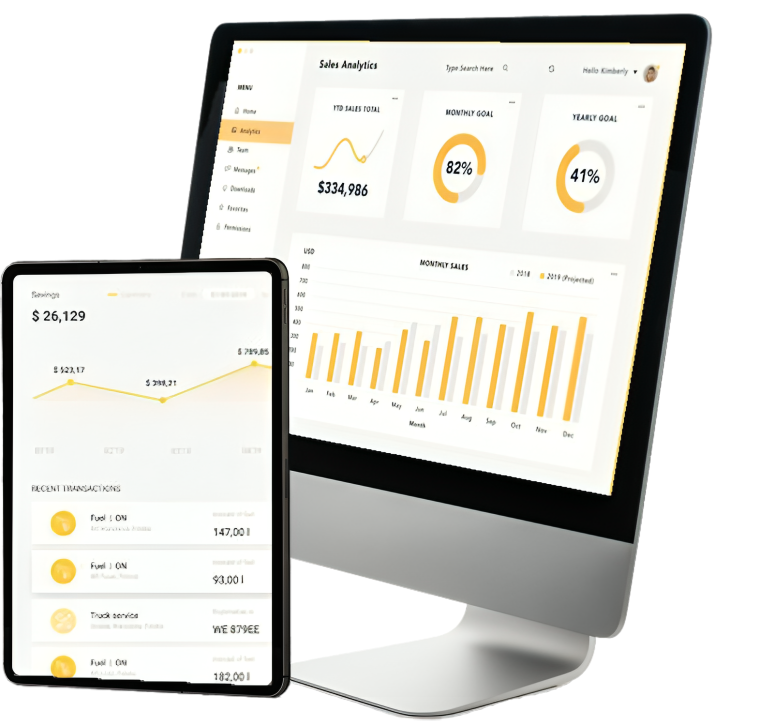 Sales Analytics
Type Search Here
Hello Kimberly
MENU
Home
Analytics
Team
Messages
Downloads
Favorites
Permissions
YTD SALES TOTAL
$334,986
MONTHLY GOAL
82%
YEARLY GOAL
41%
USD
MONTHLY SALES
2018
2019 (Projected)
800
700
600
500
400
300
200
Jan Feb Mar Apr May Jun Jul Aug Sep Oct Nov Dec
Month
Savings
$ 26,129
$ 523,17
$ 398,21
$ 789,85
RECENT TRANSACTIONS
Fuel | ON
147,00 l
Fuel | ON
93,00 l
Truck service
WE 879EE
Fuel | ON
182,00 l